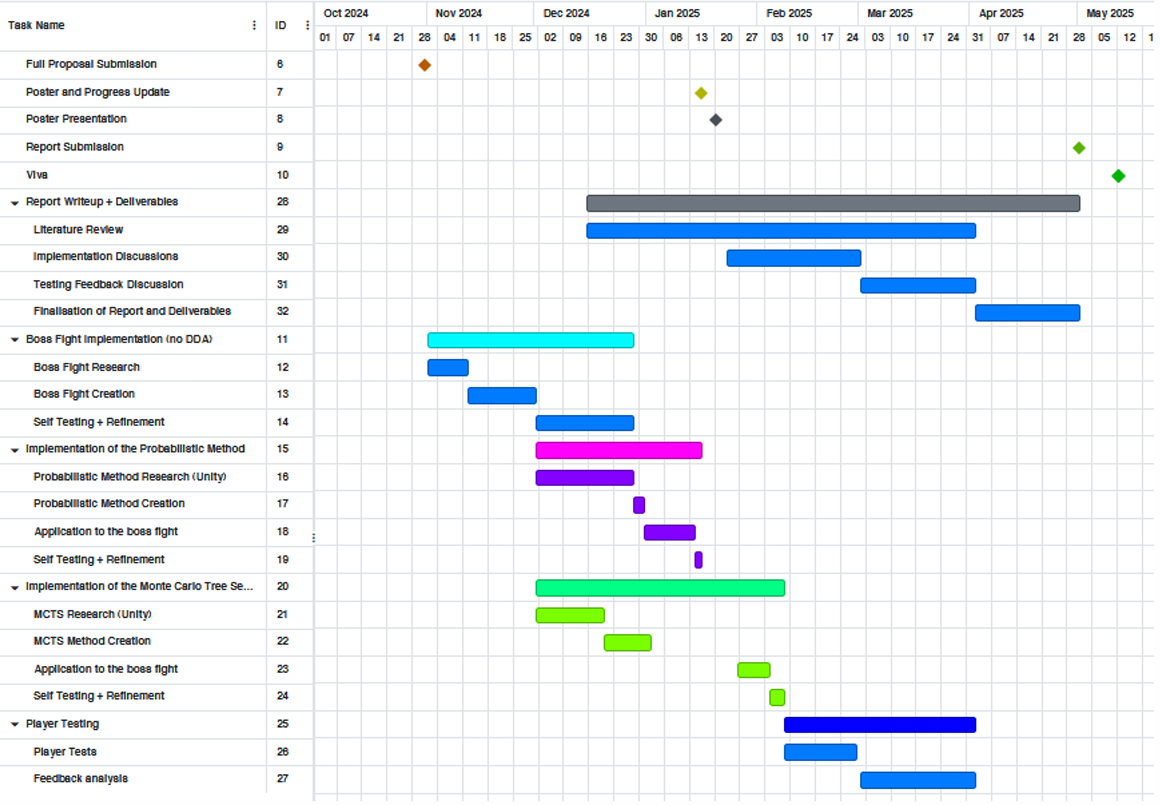 Task Name ID Oct 2024 Nov 2024 Dec 2024 Jan 2025 Feb 2025 Mar 2025 Apr 2025 May 2025
01 07 14 21 28 04 11 18 25 02 09 16 23 30 06 13 20 27 03 10 17 24 03 10 17 24 31 07 14 21 28 05 12
Full Proposal Submission 6
Poster and Progress Update 7
Poster Presentation 8
Report Submission 9
Viva 10
Report Writeup + Deliverables 28
Literature Review 29
Implementation Discussions 30
Testing Feedback Discussion 31
Finalisation of Report and Deliverables 32
Boss Fight Implementation (no DDA) 11
Boss Fight Research 12
Boss Fight Creation 13
Self Testing + Refinement 14
Implementation of the Probabilistic Method 15
Probabilistic Method Research (Unity) 16
Probabilistic Method Creation 17
Application to the boss fight 18
Self Testing + Refinement 19
Implementation of the Monte Carlo Tree Se... 20
MCTS Research (Unity) 21
MCTS Method Creation 22
Application to the boss fight 23
Self Testing + Refinement 24
Player Testing 25
Player Tests 26
Feedback analysis 27